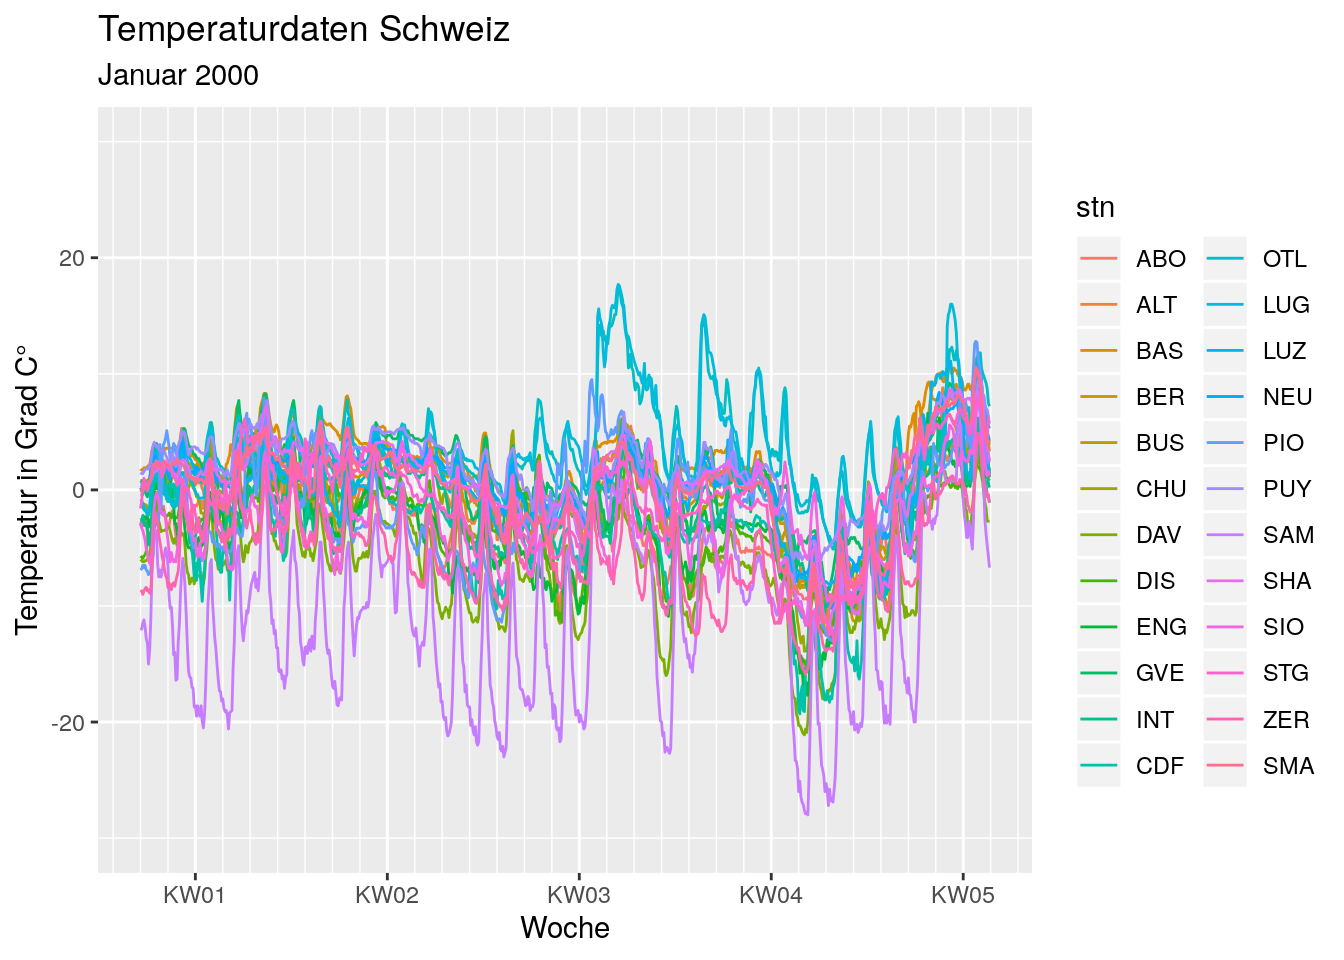 Temperaturdaten Schweiz
Januar 2000
Temperatur in Grad C°
20
0
-20
KW01 KW02 KW03 KW04 KW05
Woche
stn
ABO OTL
ALT LUG
BAS LUZ
BER NEU
BUS PIO
CHU PUY
DAV SAM
DIS SHA
ENG SIO
GVE STG
INT ZER
CDF SMA